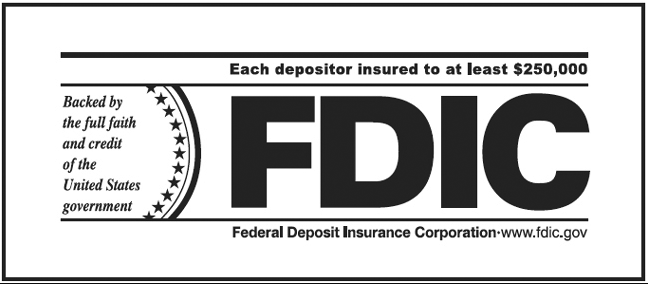 Each depositor insured to at least $250,000
Backed by
the full faith
and credit
of the
United States
government
FDIC
Federal Deposit Insurance Corporation·www.fdic.gov